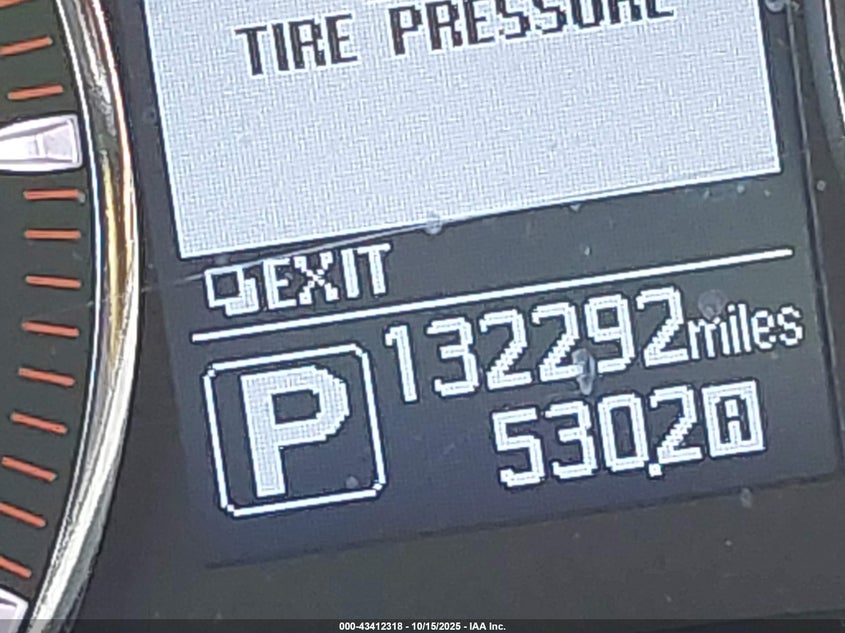 TIRE PRESSURE
EXIT
132292miles
P
530.2A
000-43412318 - 10/15/2025 - IAA Inc.